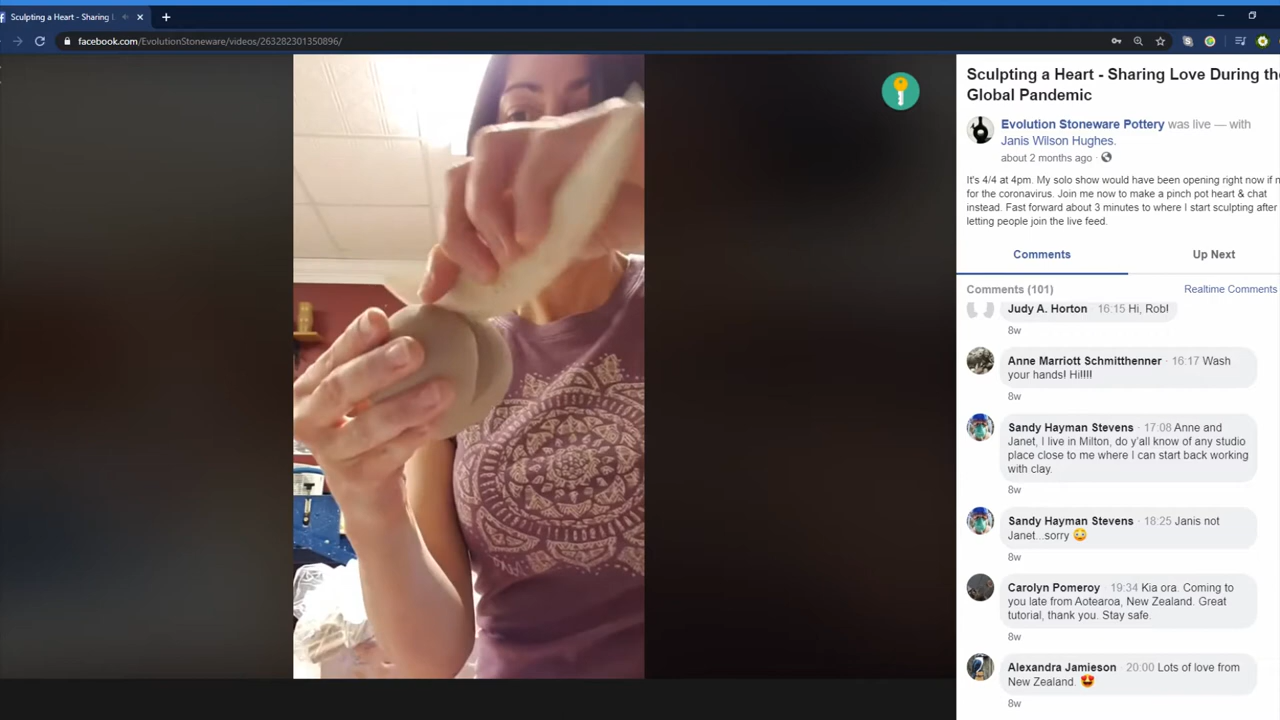 Sculpting a Heart - Sharing L
facebook.com/EvolutionStoneware/videos/263282301350896/
Sculpting a Heart - Sharing Love During the
Global Pandemic
Evolution Stoneware Pottery was live — with
Janis Wilson Hughes.
about 2 months ago
It's 4/4 at 4pm. My solo show would have been opening right now if n
for the coronavirus. Join me now to make a pinch pot heart & chat
instead. Fast forward about 3 minutes to where I start sculpting after
letting people join the live feed.
Comments
Up Next
Comments (101)
Realtime Comments
Judy A. Horton 16:15 Hi, Rob!
8w
Anne Marriott Schmitthenner 16:17 Wash
your hands! Hi!!!!
8w
Sandy Hayman Stevens 17:08 Anne and
Janet, I live in Milton, do y'all know of any studio
place close to me where I can start back working
with clay.
8w
Sandy Hayman Stevens 18:25 Janis not
Janet...sorry 😳
8w
Carolyn Pomeroy 19:34 Kia ora. Coming to
you late from Aotearoa, New Zealand. Great
tutorial, thank you. Stay safe.
8w
Alexandra Jamieson 20:00 Lots of love from
New Zealand. 😍
8w